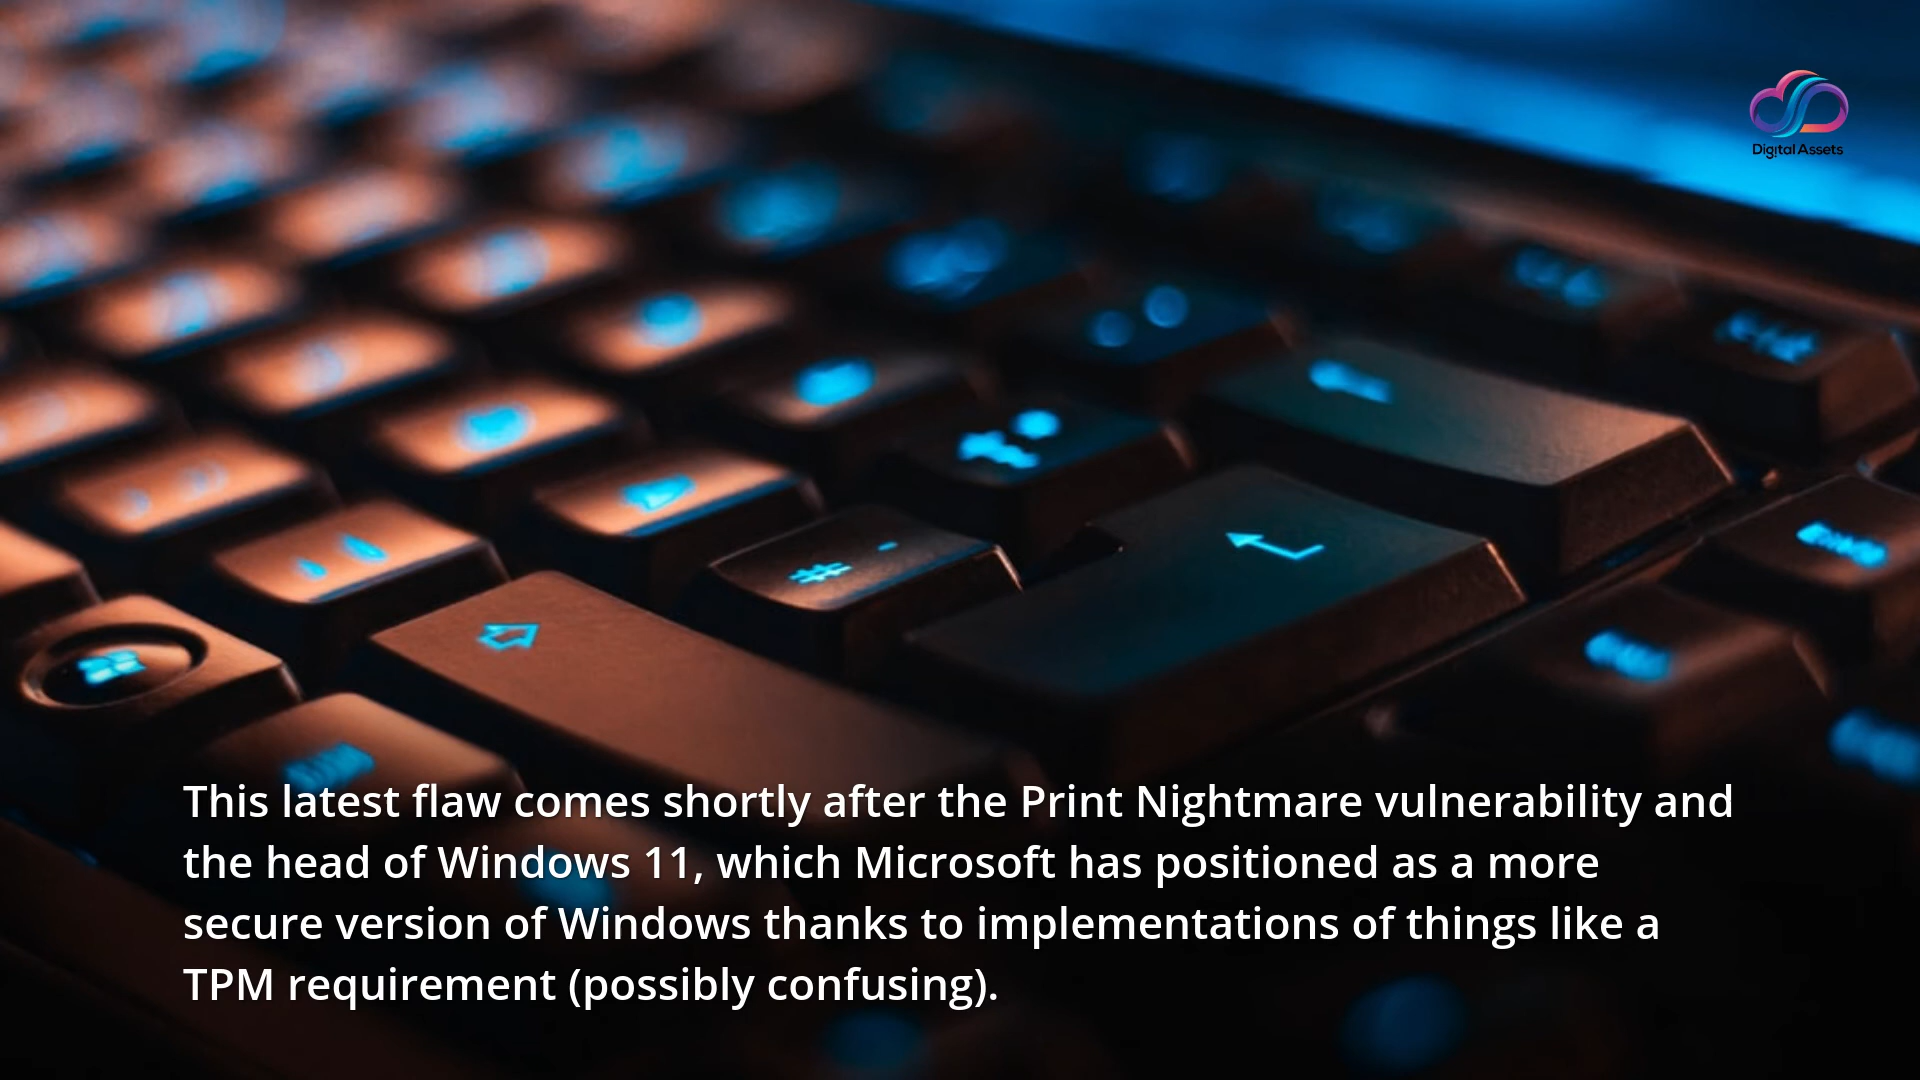 Digital Assets
#
This latest flaw comes shortly after the Print Nightmare vulnerability and
the head of Windows 11, which Microsoft has positioned as a more
secure version of Windows thanks to implementations of things like a
TPM requirement (possibly confusing).